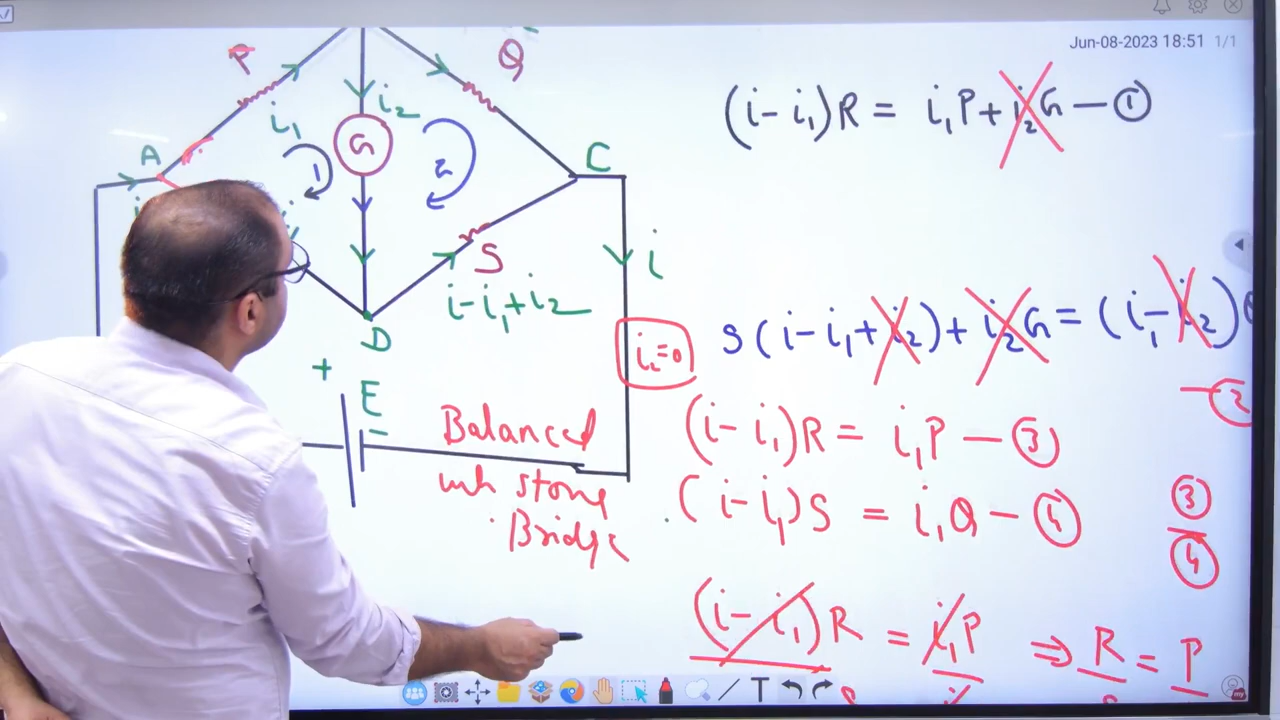 Jun-08-2023 18:51 1/1
P
Q
i₂
i₁
G
A
C
1
2
i
S
i-i₁+i₂
D
+
E
-
Balanced
wh stone
Bridge
(i-i₁)R = i₁P+i₂G — ①
S(i-i₁+i₂)+i₂G = (i₁-i₂)Q
— ②
i₂=0
(i-i₁)R = i₁P — ③
(i-i₁)S = i₁Q — ④
③
④
(i-i₁)R = i₁P ⇒ R = P
T